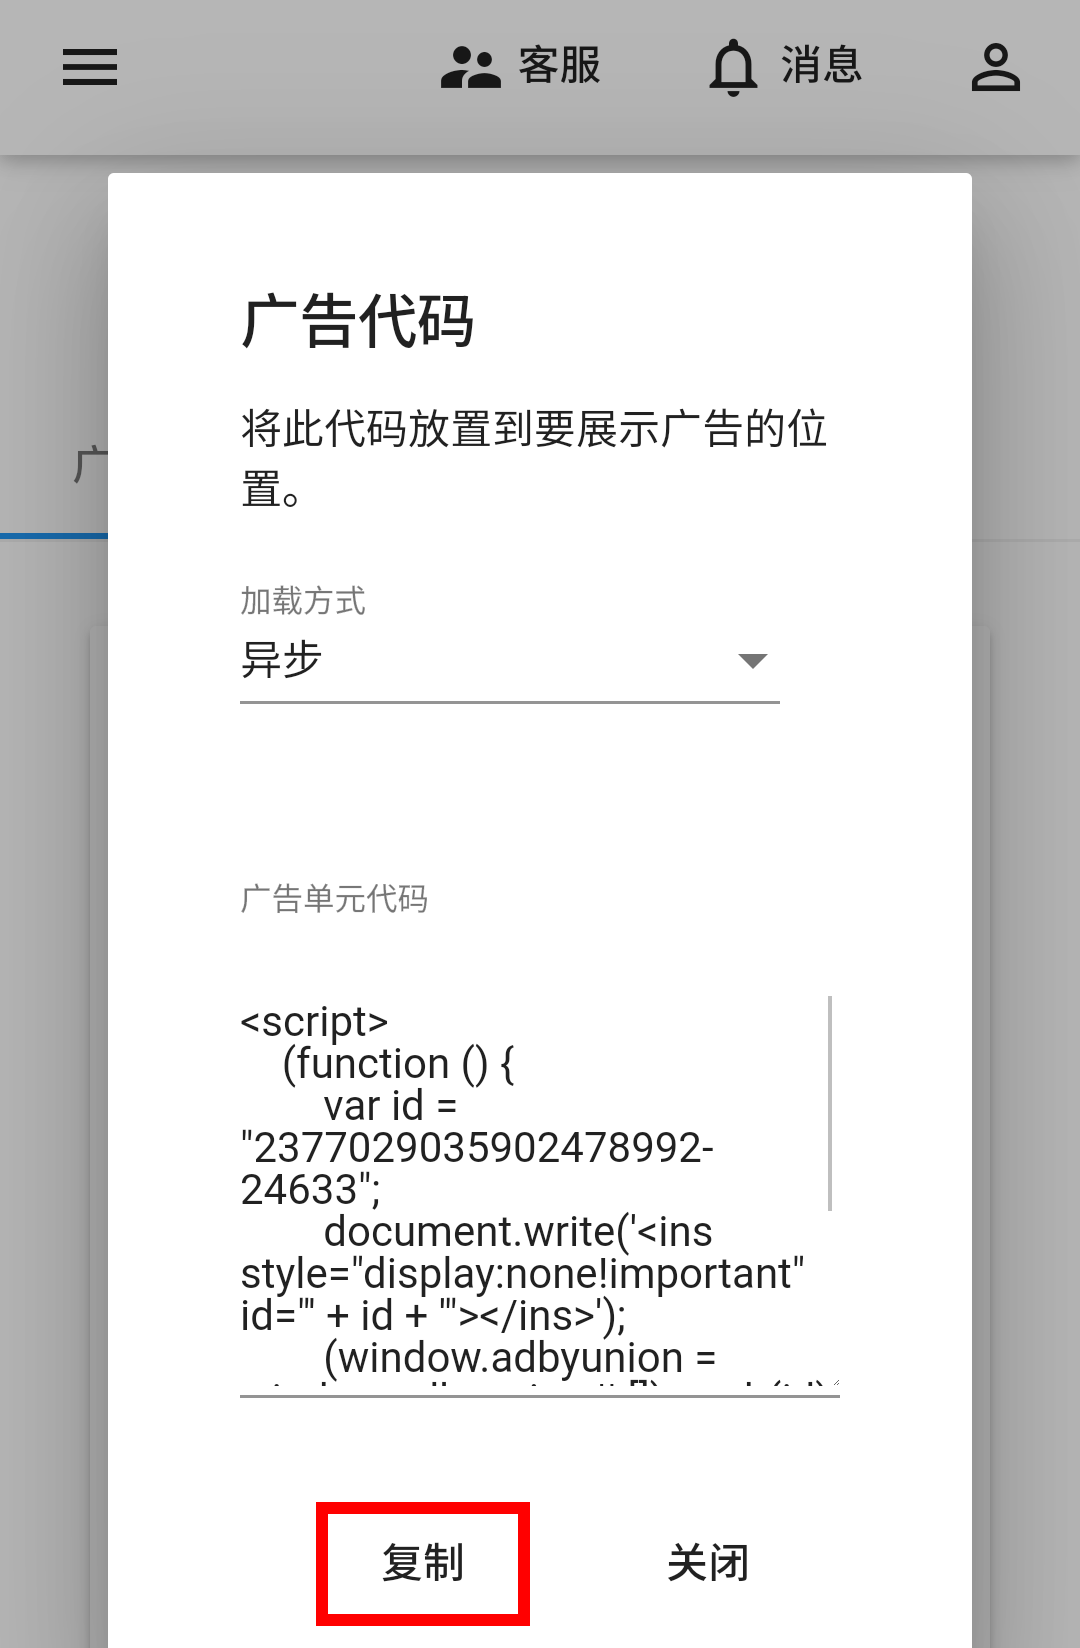 客服 消息
广告代码
将此代码放置到要展示广告的位
置。
广
加载方式
异步
广告单元代码
<script>
(function () {
var id =
"2377029035902478992-
24633";
document.write('<ins
style="display:none!important"
id="' + id + '"></ins>');
(window.adbyunion =
复制 关闭